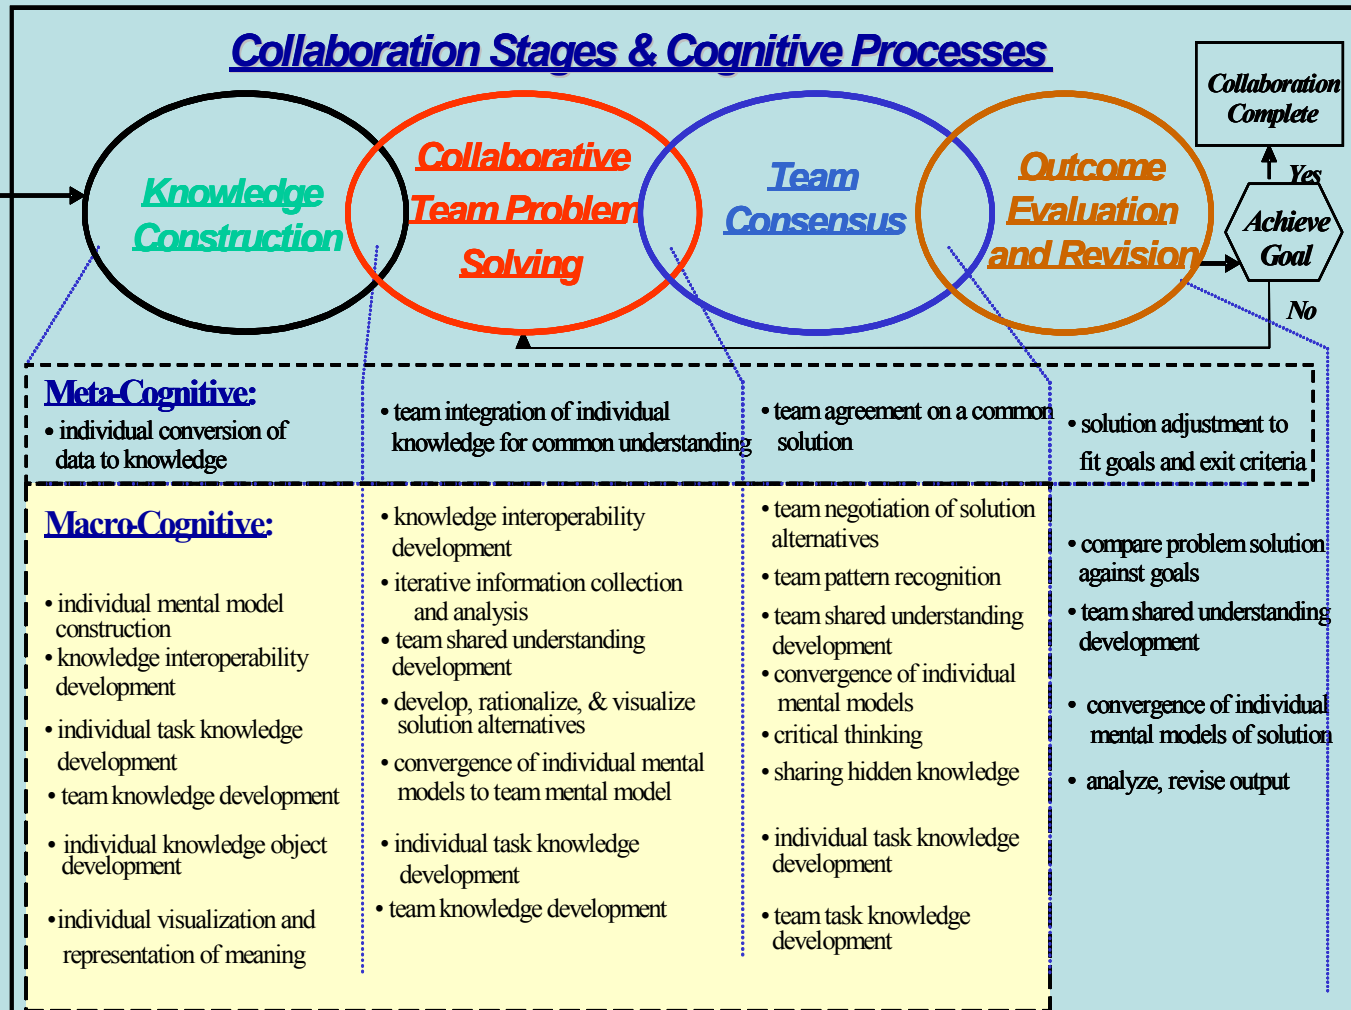 Collaboration Stages & Cognitive Processes
Collaboration
Complete
Knowledge
Construction
Collaborative
Team Problem
Solving
Team
Consensus
Outcome
Evaluation
and Revision
Yes
Achieve
Goal
No
Meta-Cognitive:
• individual conversion of
data to knowledge
• team integration of individual
knowledge for common understanding
• team agreement on a common
solution
• solution adjustment to
fit goals and exit criteria
Macro-Cognitive:
• individual mental model
construction
• knowledge interoperability
development
• individual task knowledge
development
• team knowledge development
• individual knowledge object
development
• individual visualization and
representation of meaning
• knowledge interoperability
development
• iterative information collection
and analysis
• team shared understanding
development
• develop, rationalize, & visualize
solution alternatives
• convergence of individual mental
models to team mental model
• individual task knowledge
development
• team knowledge development
• team negotiation of solution
alternatives
• team pattern recognition
• team shared understanding
development
• convergence of individual
mental models
• critical thinking
• sharing hidden knowledge
• individual task knowledge
development
• team task knowledge
development
• compare problem solution
against goals
• team shared understanding
development
• convergence of individual
mental models of solution
• analyze, revise output